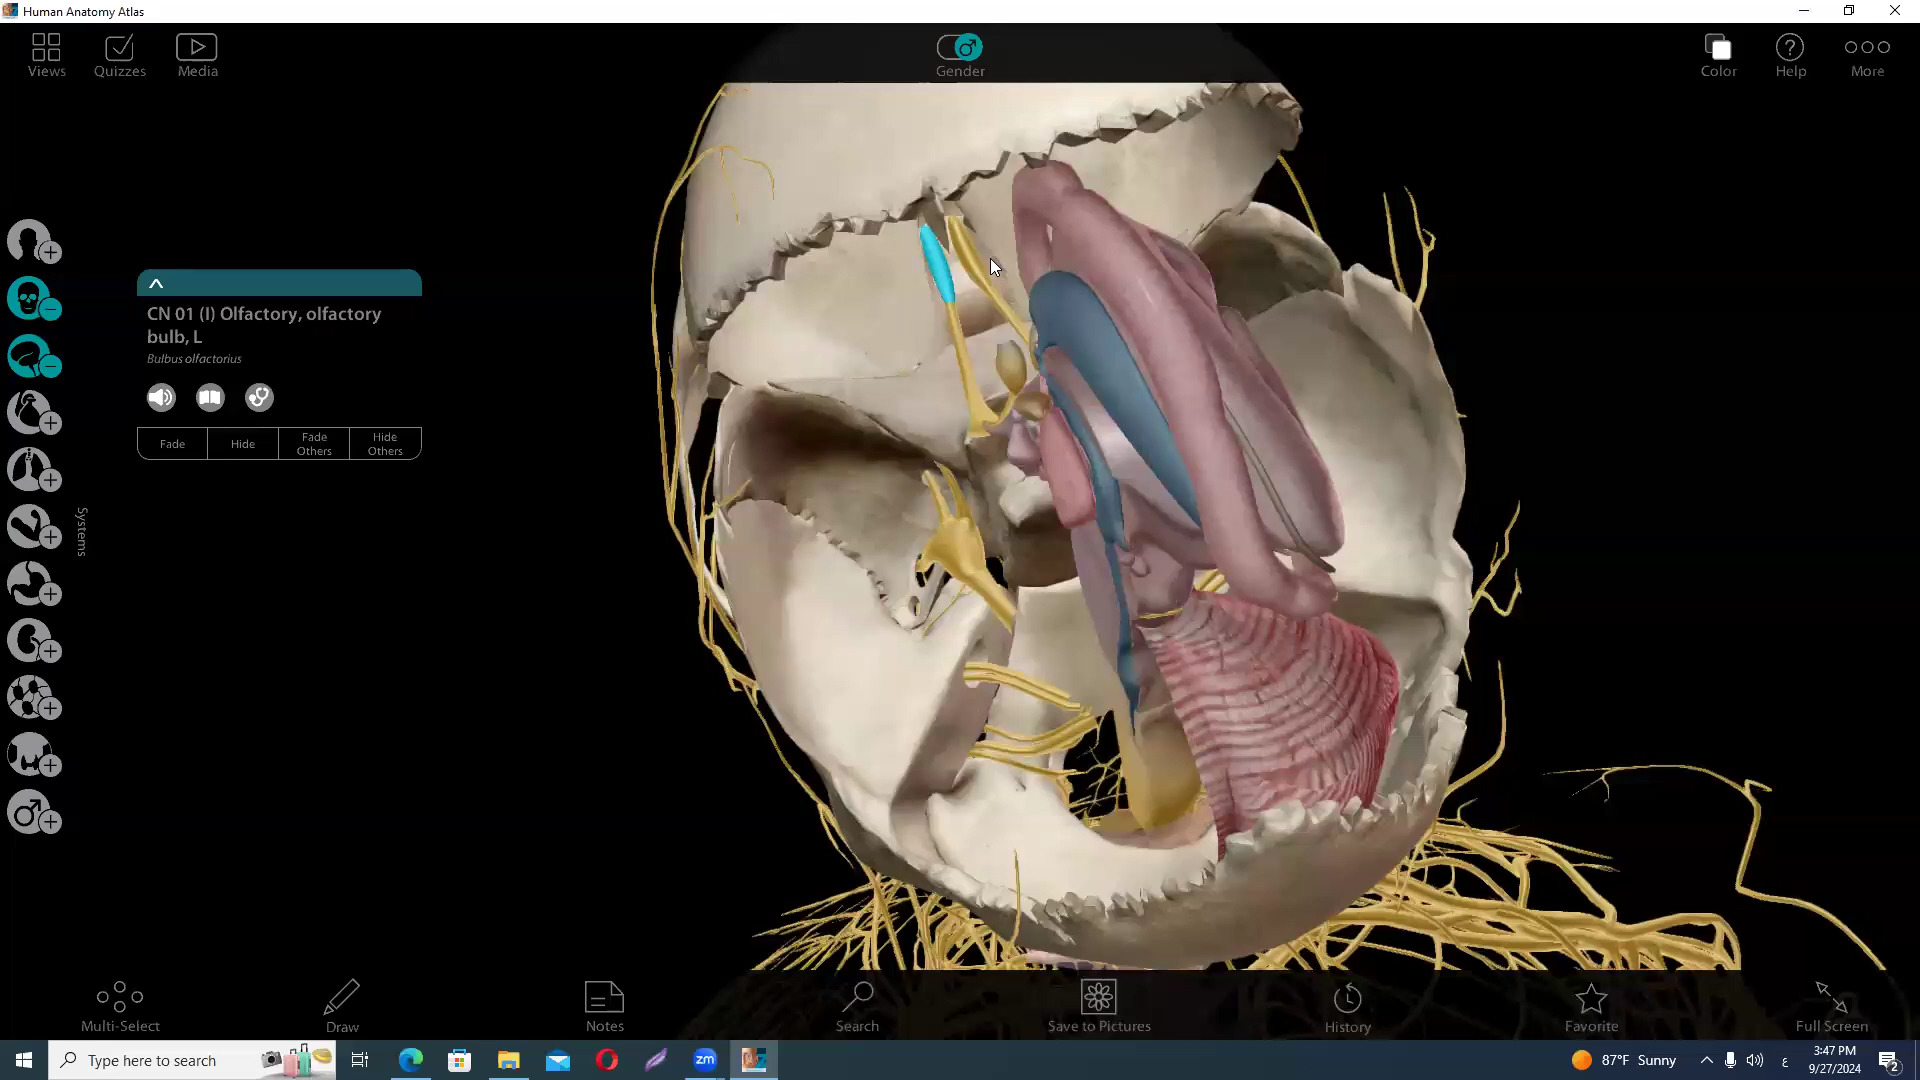 Human Anatomy Atlas
Views
Quizzes
Media
Gender
Color
Help
More
CN 01 (I) Olfactory, olfactory
bulb, L
Bulbus olfactorius
Fade
Hide
Fade
Others
Hide
Others
Systems
Multi-Select
Draw
Notes
Search
Save to Pictures
History
Favorite
Full Screen
Type here to search
zm
87°F Sunny
ع
3:47 PM
9/27/2024
2